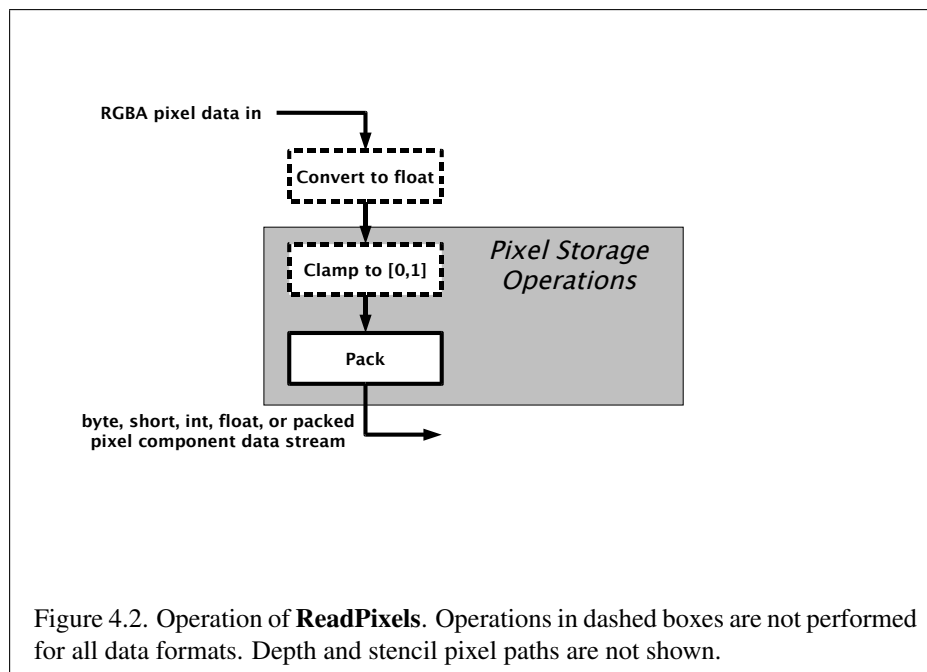 RGBA pixel data in
Convert to float
Pixel Storage
Operations
Clamp to [0,1]
Pack
byte, short, int, float, or packed
pixel component data stream
Figure 4.2. Operation of ReadPixels. Operations in dashed boxes are not performed
for all data formats. Depth and stencil pixel paths are not shown.